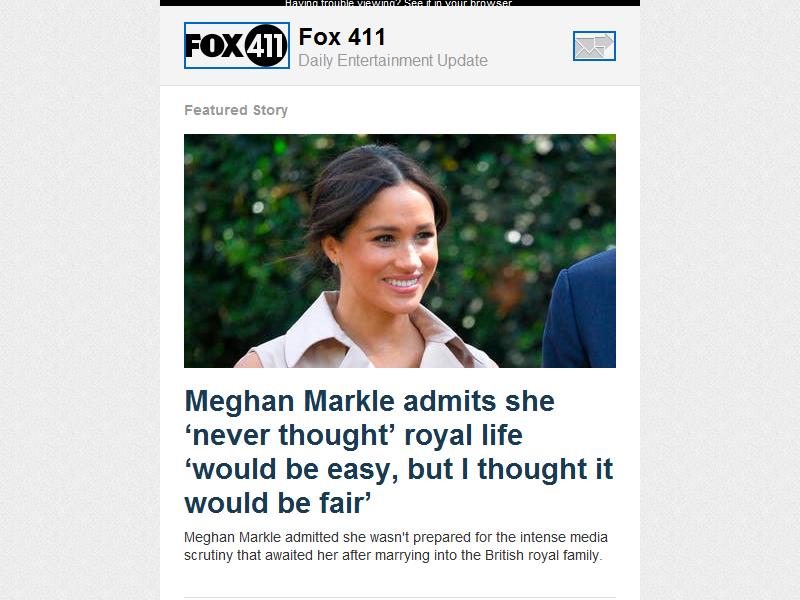 Having trouble viewing? See it in your browser
FOX 411
Fox 411
Daily Entertainment Update
Featured Story
Meghan Markle admits she
‘never thought’ royal life
‘would be easy, but I thought it
would be fair’
Meghan Markle admitted she wasn't prepared for the intense media
scrutiny that awaited her after marrying into the British royal family.